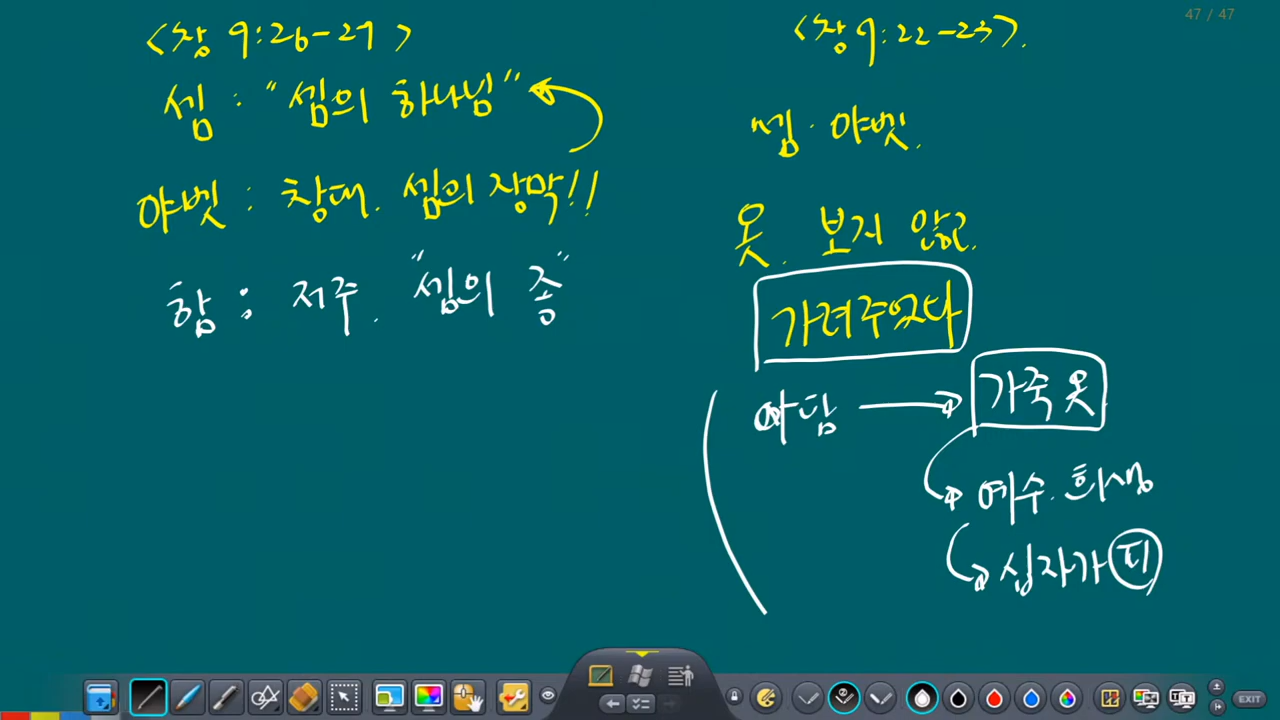 <창 9:26-27>
셈 : "셈의 하나님"
야벳 : 창대. 셈의 장막!!
함 : 저주. "셈의 종"
<창 9:22-23>.
셈·야벳.
옷. 보지 않고.
가려주었다
아담 → 가죽옷
예수. 희생
십자가 피
47 / 47
EXIT